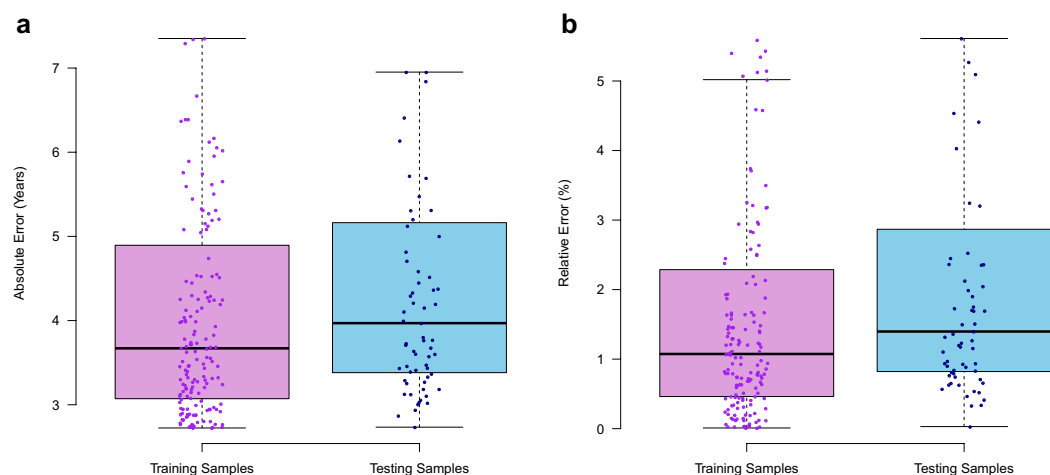 a
Absolute Error (Years)
7
6
5
4
3
Training Samples
Testing Samples
b
Relative Error (%)
5
4
3
2
1
0
Training Samples
Testing Samples